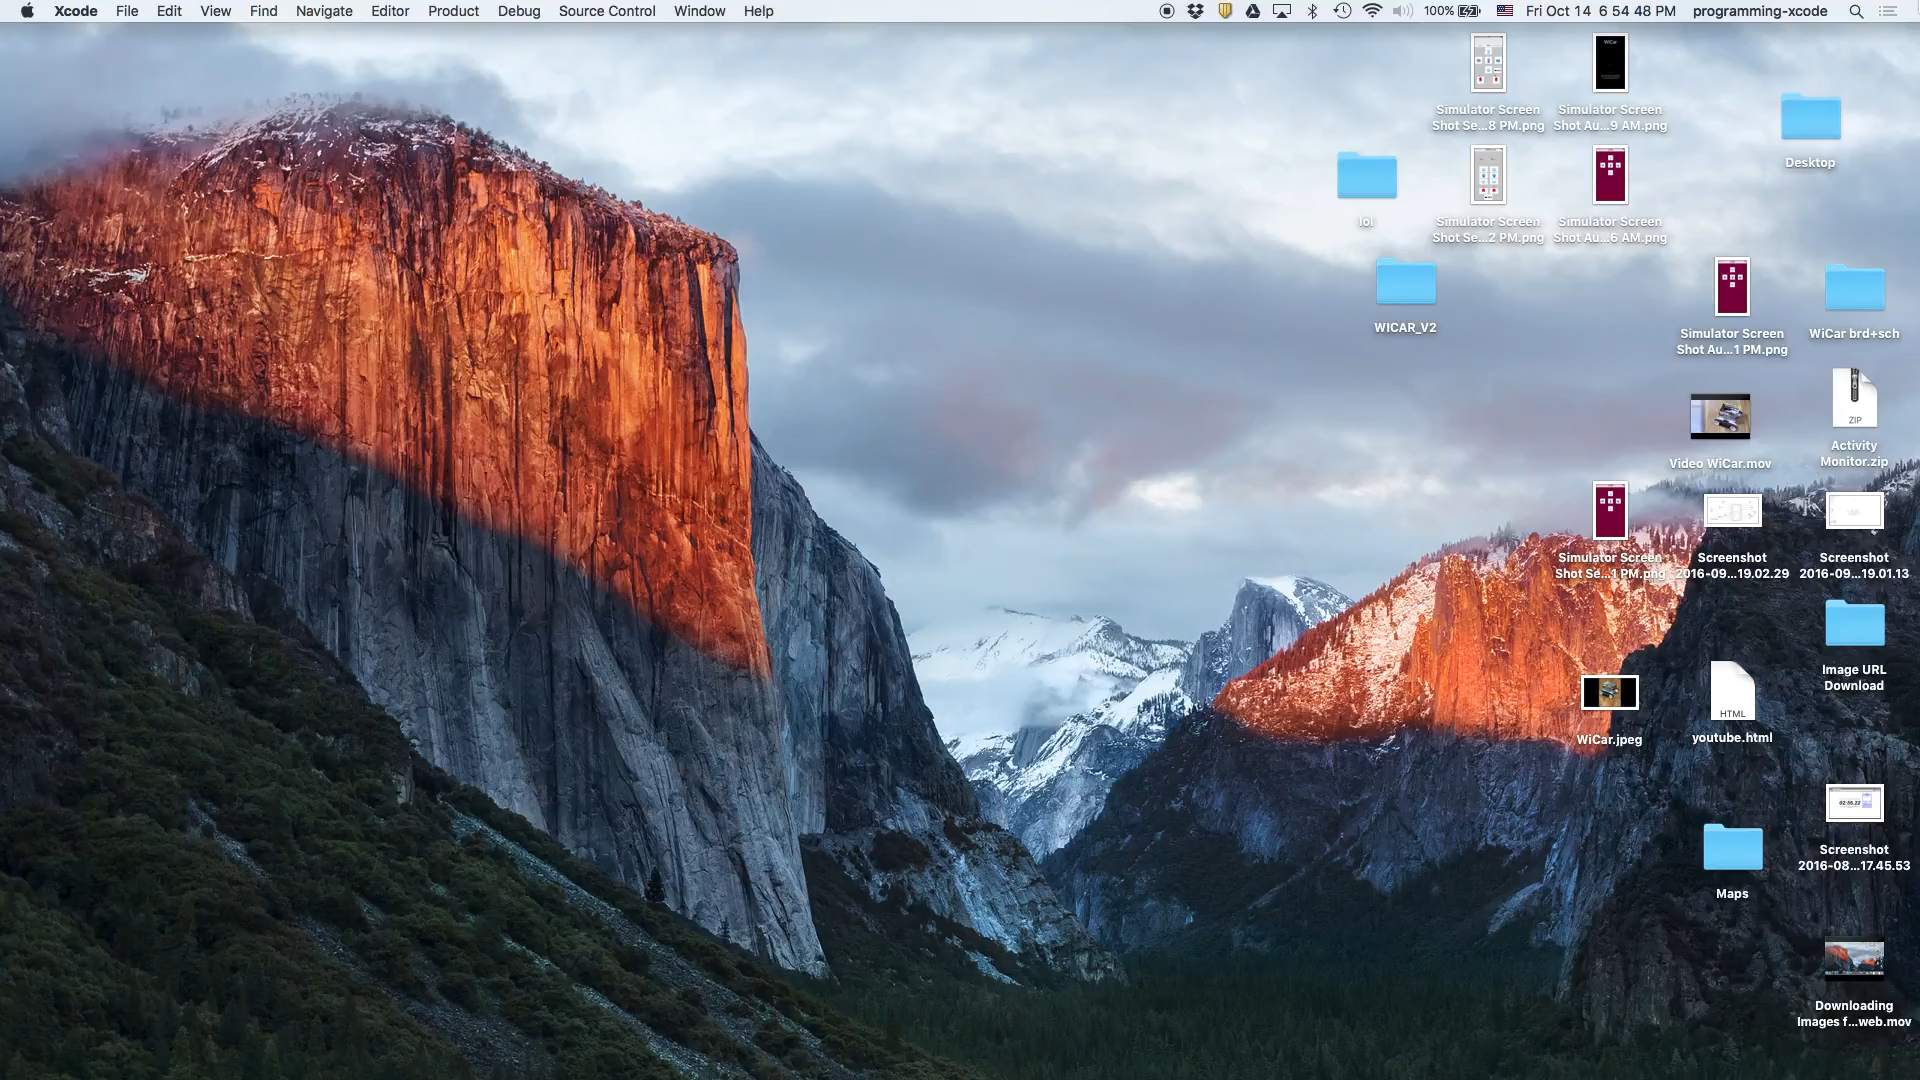 Xcode File Edit View Find Navigate Editor Product Debug Source Control Window Help 100% Fri Oct 14 6 54 48 PM programming-xcode
Simulator Screen
Shot Se...8 PM.png
Simulator Screen
Shot Au...9 AM.png
Desktop
lol
Simulator Screen
Shot Se...2 PM.png
Simulator Screen
Shot Au...6 AM.png
WICAR_V2
Simulator Screen
Shot Au...1 PM.png
WiCar brd+sch
Video WiCar.mov
ZIP
Activity
Monitor.zip
Simulator Screen
Shot Se...1 PM.png
Screenshot
2016-09...19.02.29
Screenshot
2016-09...19.01.13
Image URL
Download
WiCar.jpeg
HTML
youtube.html
02:56.22
Screenshot
2016-08...17.45.53
Maps
Downloading
Images f...web.mov